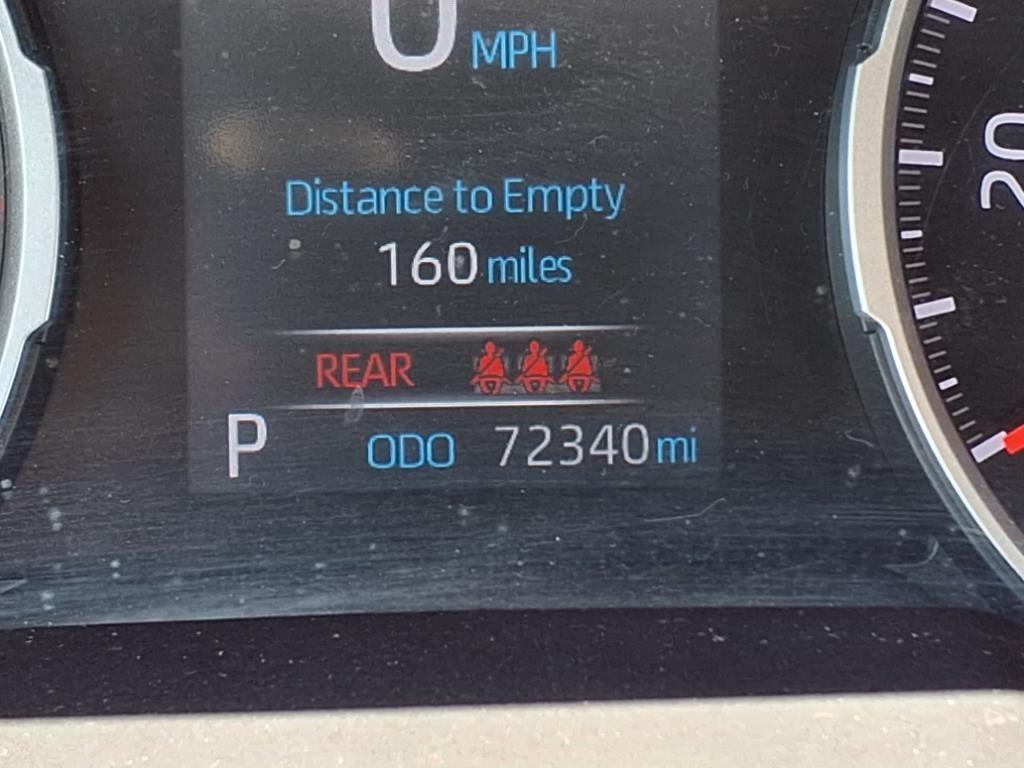 0 MPH
Distance to Empty
160 miles
REAR
P ODO 72340 mi
20